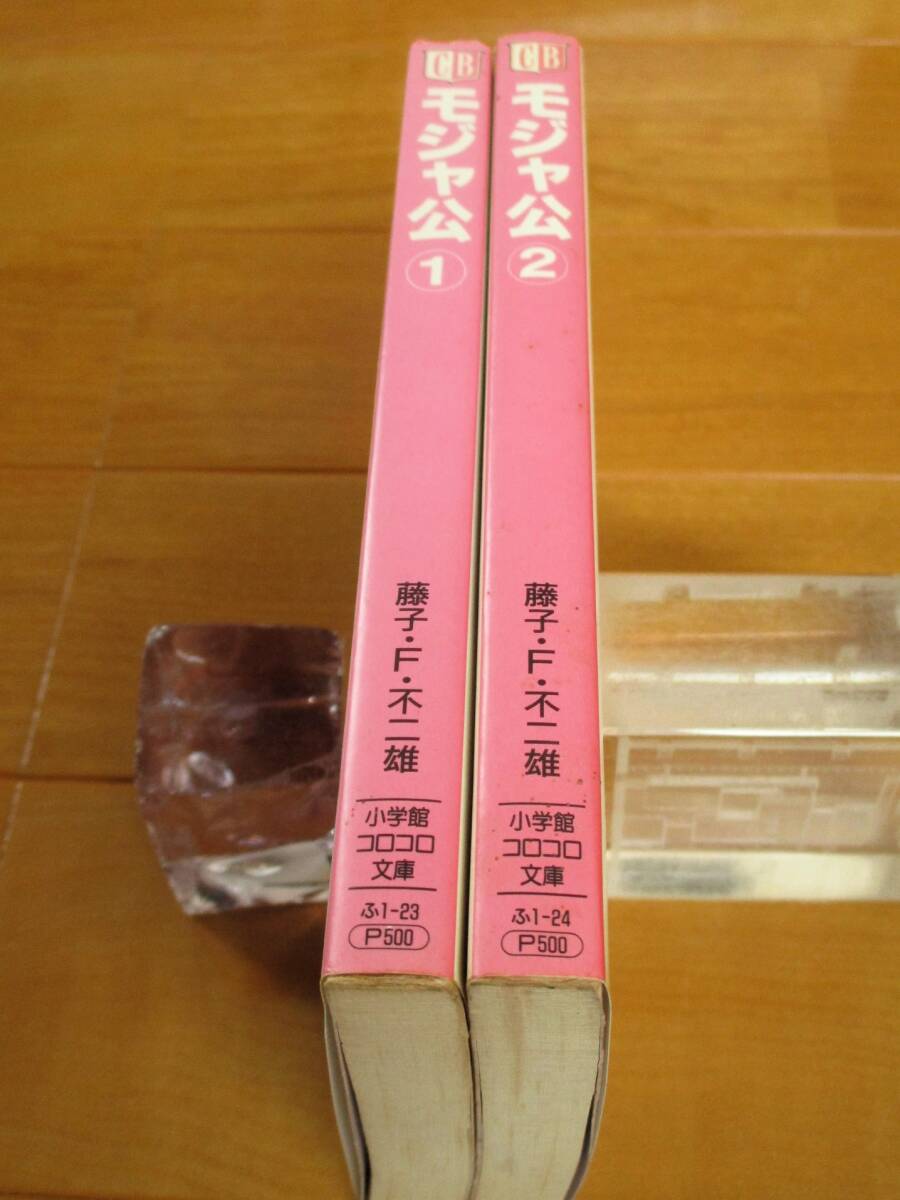 CB
モジャ公
1
藤子・F・不二雄
小学館
コロコロ
文庫
ふ1-23
P500
CB
モジャ公
2
藤子・F・不二雄
小学館
コロコロ
文庫
ふ1-24
P500